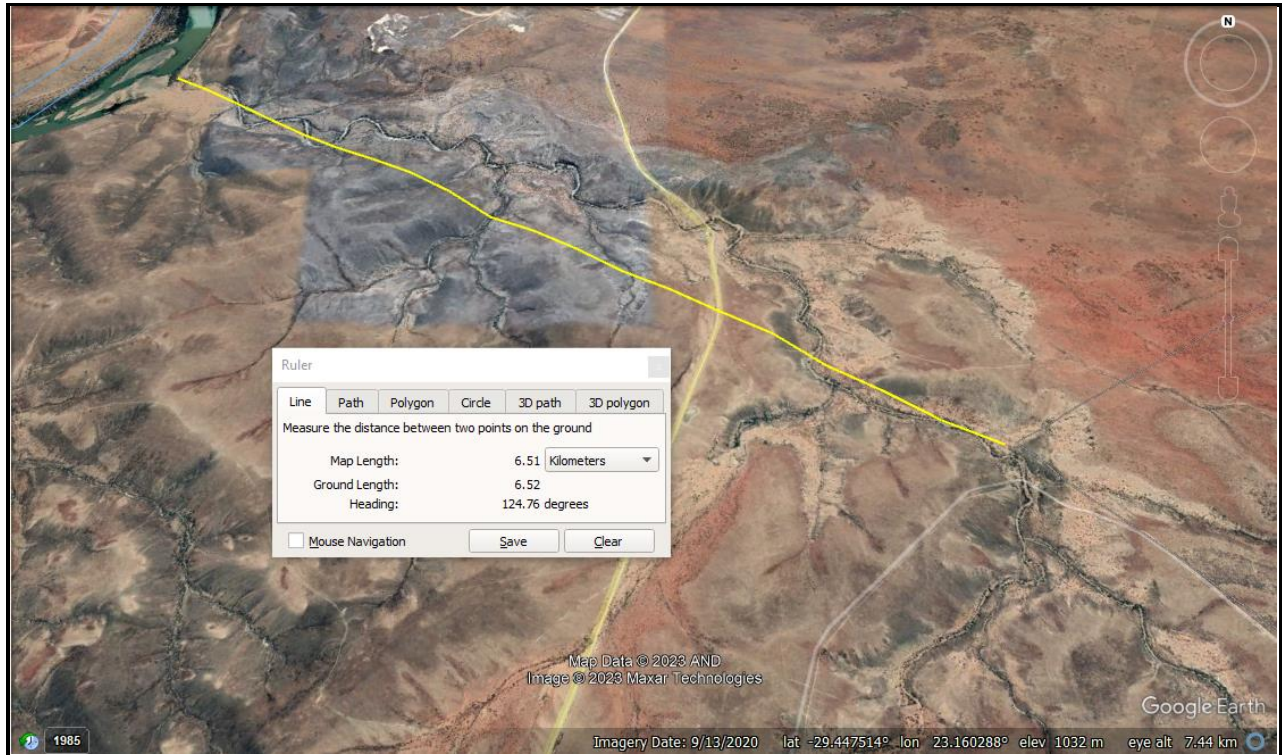 N
Ruler
Line Path Polygon Circle 3D path 3D polygon
Measure the distance between two points on the ground
Map Length: 6.51 Kilometers
Ground Length: 6.52
Heading: 124.76 degrees
Mouse Navigation Save Clear
Map Data © 2023 AND
Image © 2023 Maxar Technologies
Google Earth
1985 Imagery Date: 9/13/2020 lat -29.447514° lon 23.160288° elev 1032 m eye alt 7.44 km